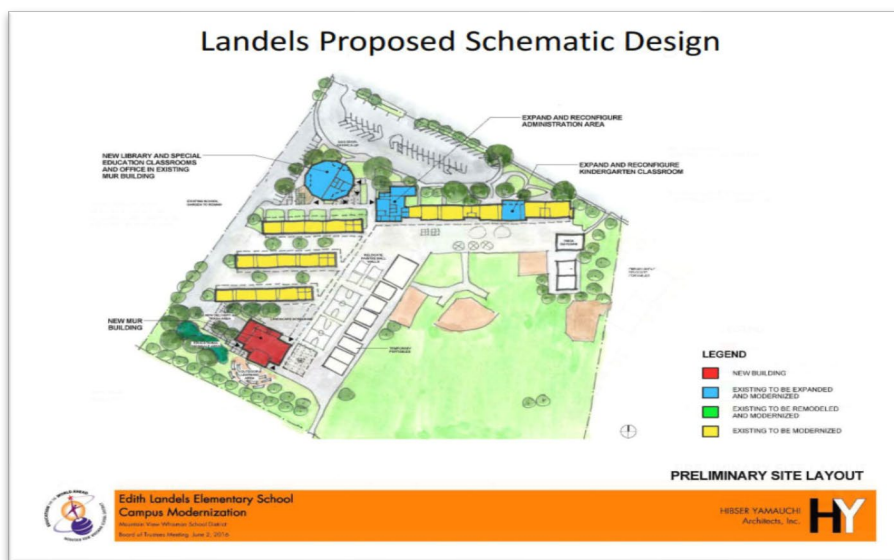 Landels Proposed Schematic Design
EXPAND AND RECONFIGURE
ADMINISTRATION AREA
NEW LIBRARY AND SPECIAL
EDUCATION CLASSROOMS
AND OFFICE IN EXISTING
MUR BUILDING
EXPAND AND RECONFIGURE
KINDERGARTEN CLASSROOM
NEW MUR
BUILDING
LEGEND
NEW BUILDING
EXISTING TO BE EXPANDED
AND MODERNIZED
EXISTING TO BE REMODELED
AND MODERNIZED
EXISTING TO BE MODERNIZED
PRELIMINARY SITE LAYOUT
Edith Landels Elementary School
Campus Modernization
Mountain View Whisman School District
Board of Trustees Meeting, June 2, 2016
HIBSER YAMAUCHI
Architects, Inc.
HY